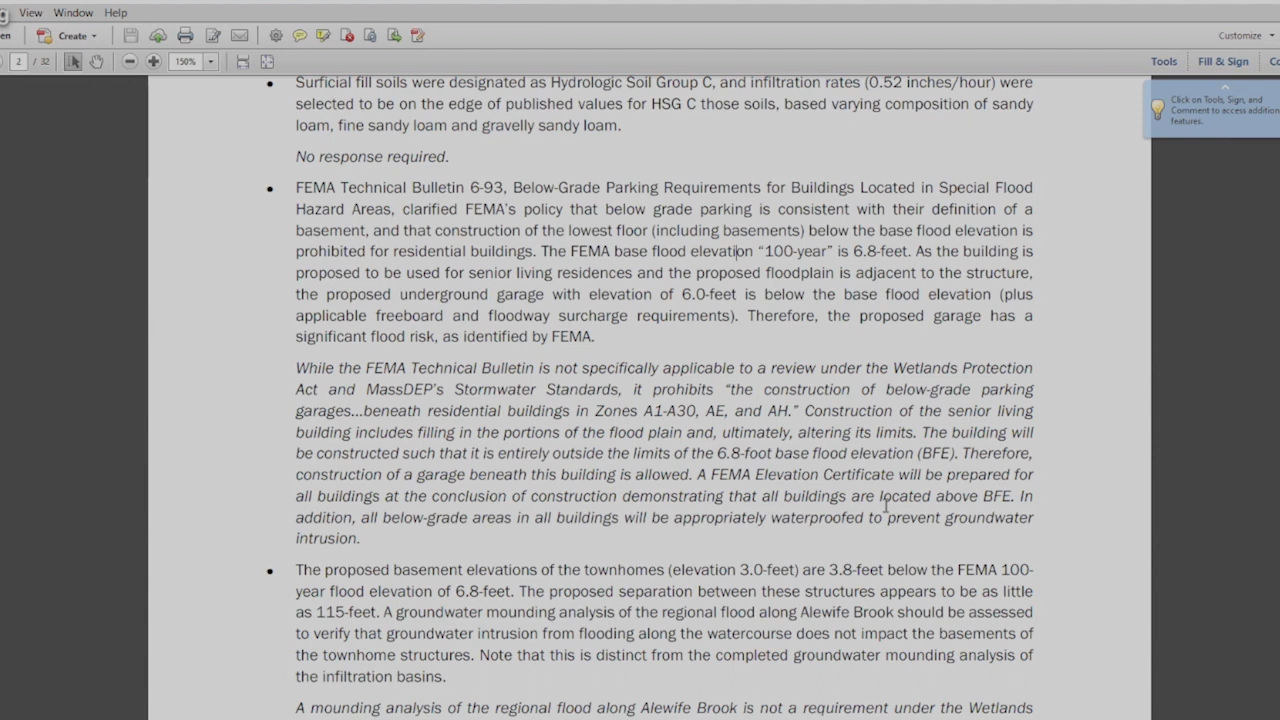 View Window Help
Create
Customize
2 / 32
150%
Tools
Fill & Sign
Click on Tools, Sign, and
Comment to access addition
features.
• Surficial fill soils were designated as Hydrologic Soil Group C, and infiltration rates (0.52 inches/hour) were
selected to be on the edge of published values for HSG C those soils, based varying composition of sandy
loam, fine sandy loam and gravelly sandy loam.
No response required.
• FEMA Technical Bulletin 6-93, Below-Grade Parking Requirements for Buildings Located in Special Flood
Hazard Areas, clarified FEMA's policy that below grade parking is consistent with their definition of a
basement, and that construction of the lowest floor (including basements) below the base flood elevation is
prohibited for residential buildings. The FEMA base flood elevation “100-year” is 6.8-feet. As the building is
proposed to be used for senior living residences and the proposed floodplain is adjacent to the structure,
the proposed underground garage with elevation of 6.0-feet is below the base flood elevation (plus
applicable freeboard and floodway surcharge requirements). Therefore, the proposed garage has a
significant flood risk, as identified by FEMA.
While the FEMA Technical Bulletin is not specifically applicable to a review under the Wetlands Protection
Act and MassDEP's Stormwater Standards, it prohibits “the construction of below-grade parking
garages...beneath residential buildings in Zones A1-A30, AE, and AH.” Construction of the senior living
building includes filling in the portions of the flood plain and, ultimately, altering its limits. The building will
be constructed such that it is entirely outside the limits of the 6.8-foot base flood elevation (BFE). Therefore,
construction of a garage beneath this building is allowed. A FEMA Elevation Certificate will be prepared for
all buildings at the conclusion of construction demonstrating that all buildings are located above BFE. In
addition, all below-grade areas in all buildings will be appropriately waterproofed to prevent groundwater
intrusion.
• The proposed basement elevations of the townhomes (elevation 3.0-feet) are 3.8-feet below the FEMA 100-
year flood elevation of 6.8-feet. The proposed separation between these structures appears to be as little
as 115-feet. A groundwater mounding analysis of the regional flood along Alewife Brook should be assessed
to verify that groundwater intrusion from flooding along the watercourse does not impact the basements of
the townhome structures. Note that this is distinct from the completed groundwater mounding analysis of
the infiltration basins.
A mounding analysis of the regional flood along Alewife Brook is not a requirement under the Wetlands